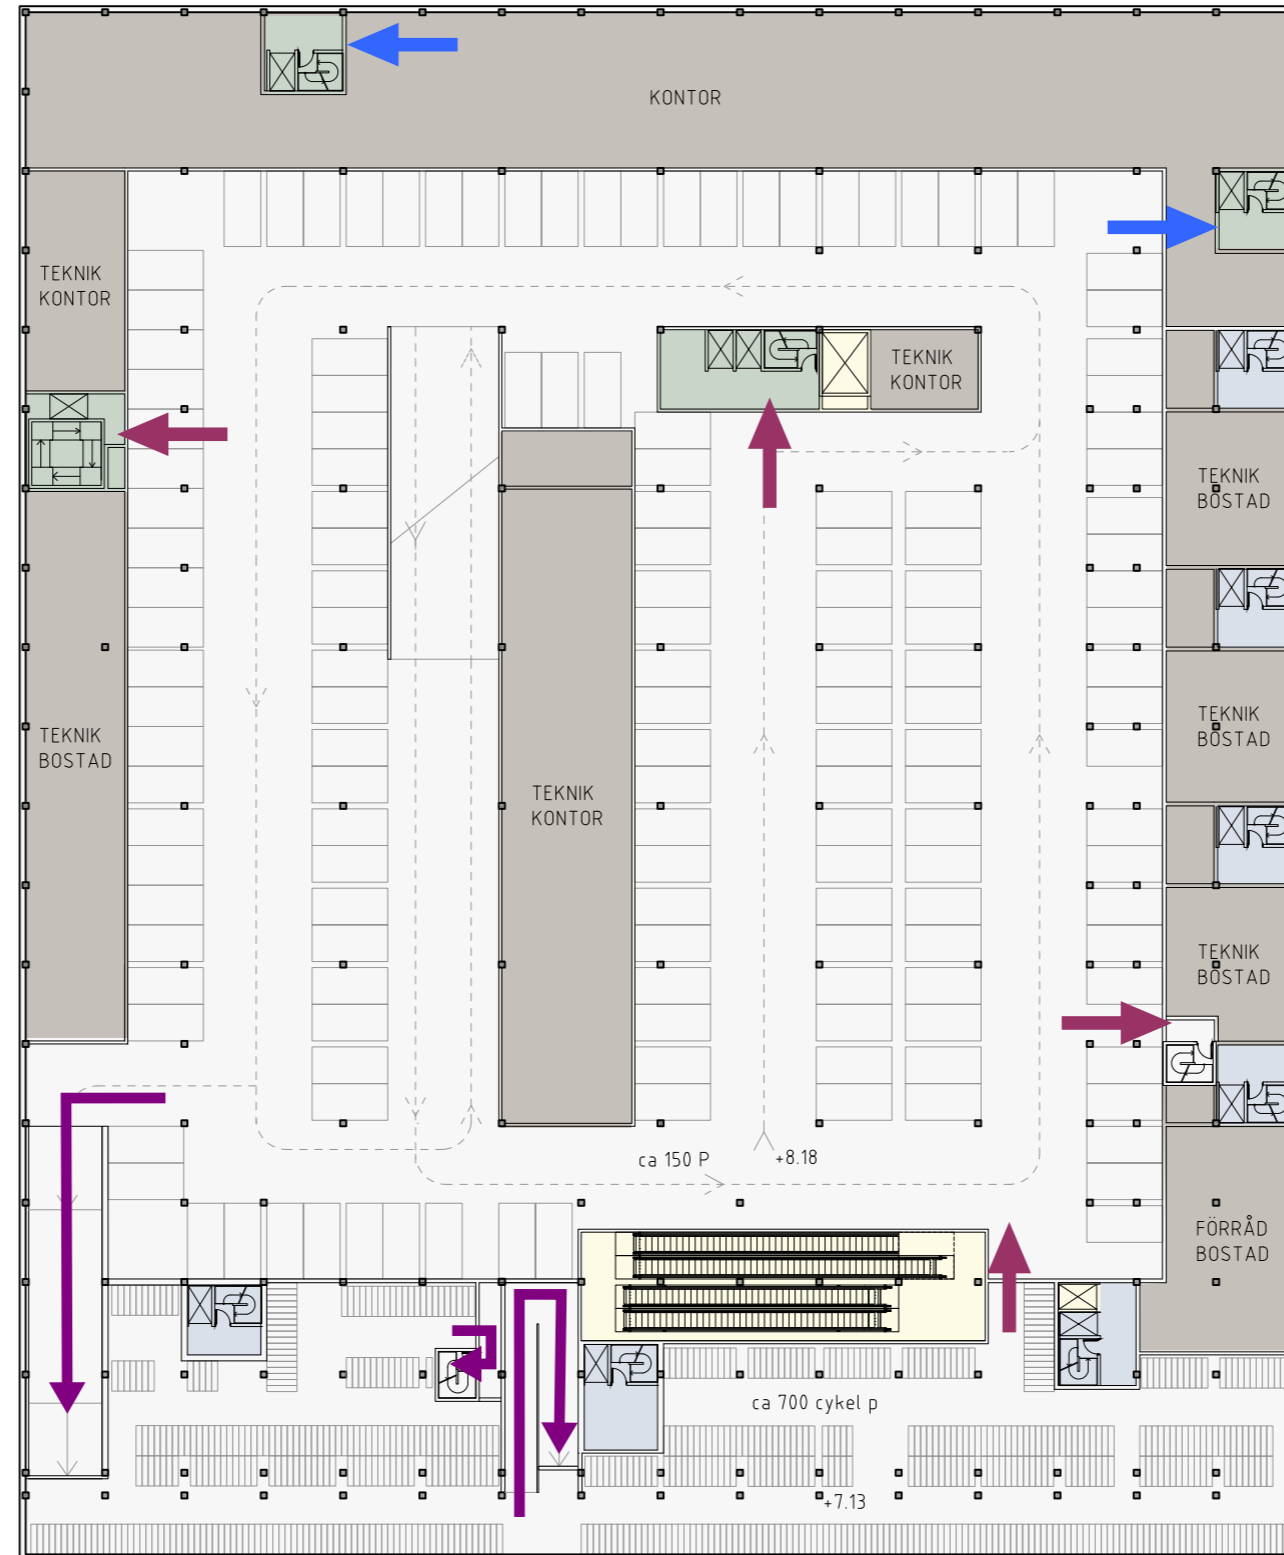 KONTOR
TEKNIK
KONTOR
TEKNIK
KONTOR
TEKNIK
BOSTAD
TEKNIK
BOSTAD
TEKNIK
BOSTAD
TEKNIK
KONTOR
TEKNIK
BOSTAD
ca 150 P
+8.18
FÖRRÅD
BOSTAD
ca 700 cykel p
+7.13